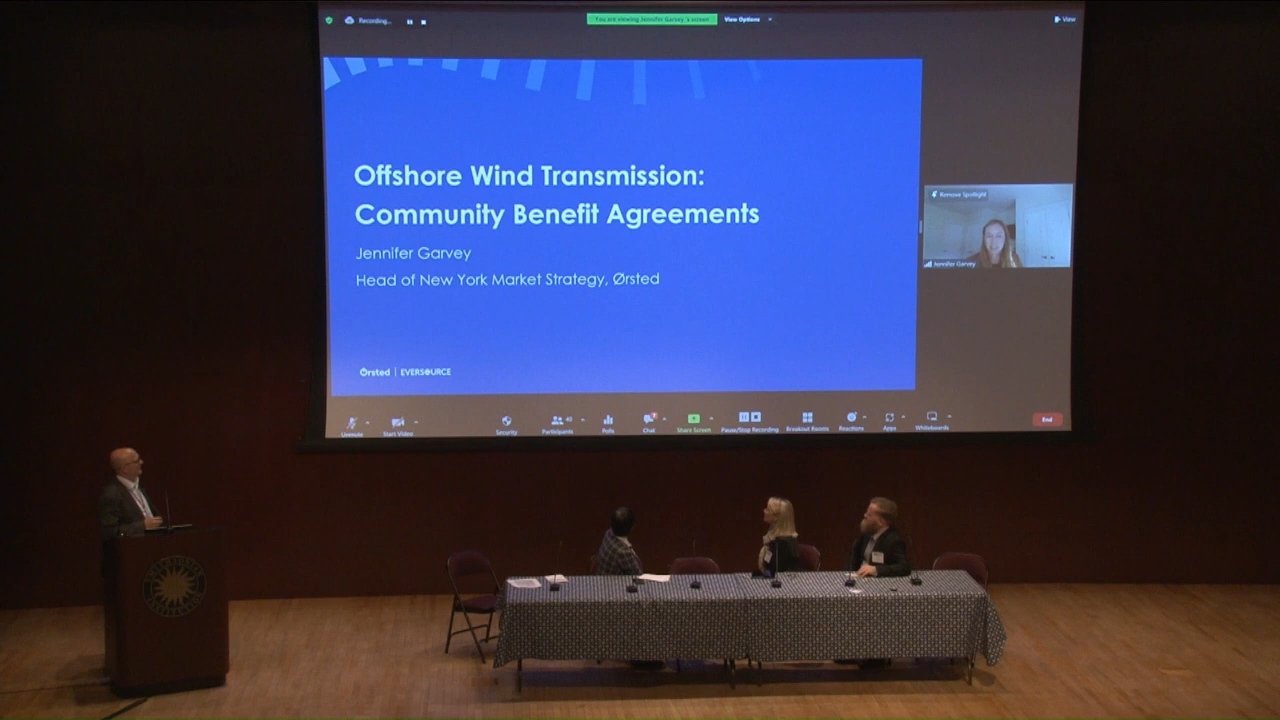 Recording...
You are viewing Jennifer Garvey 's screen
View Options
View
Offshore Wind Transmission:
Community Benefit Agreements
Jennifer Garvey
Head of New York Market Strategy, Ørsted
Ørsted | EVERSOURCE
Remove Spotlight
Jennifer Garvey
Unmute
Start Video
Security
Participants
40
Polls
Chat
Share Screen
Pause/Stop Recording
Breakout Rooms
Reactions
Apps
Whiteboards
End